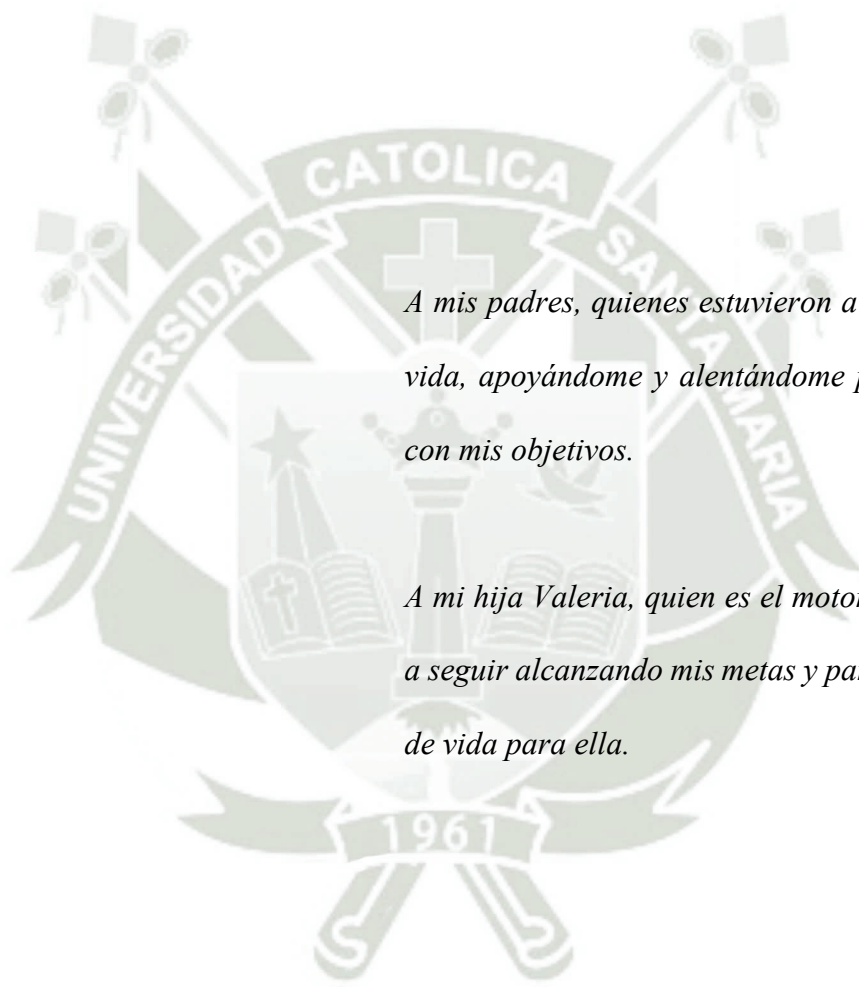 UNIVERSIDAD CATOLICA SANTA MARIA
A mis padres, quienes estuvieron a
vida, apoyándome y alentándome
con mis objetivos.
A mi hija Valeria, quien es el motor
a seguir alcanzando mis metas y
de vida para ella.
1961